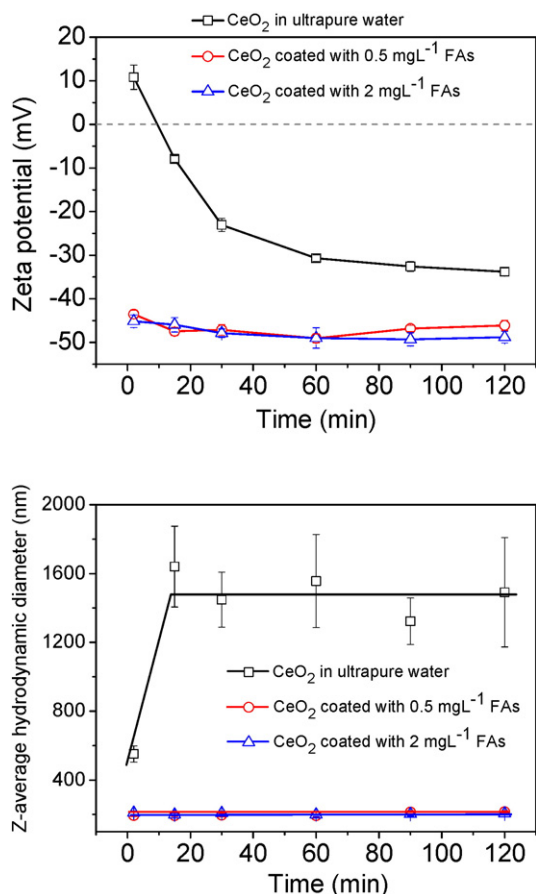 CeO₂ in ultrapure water
CeO₂ coated with 0.5 mgL⁻¹ FAs
CeO₂ coated with 2 mgL⁻¹ FAs
20
10
0
-10
-20
-30
-40
-50
Zeta potential (mV)
0 20 40 60 80 100 120
Time (min)
2000
1600
1200
800
400
Z-average hydrodynamic diameter (nm)
CeO₂ in ultrapure water
CeO₂ coated with 0.5 mgL⁻¹ FAs
CeO₂ coated with 2 mgL⁻¹ FAs
0 20 40 60 80 100 120
Time (min)